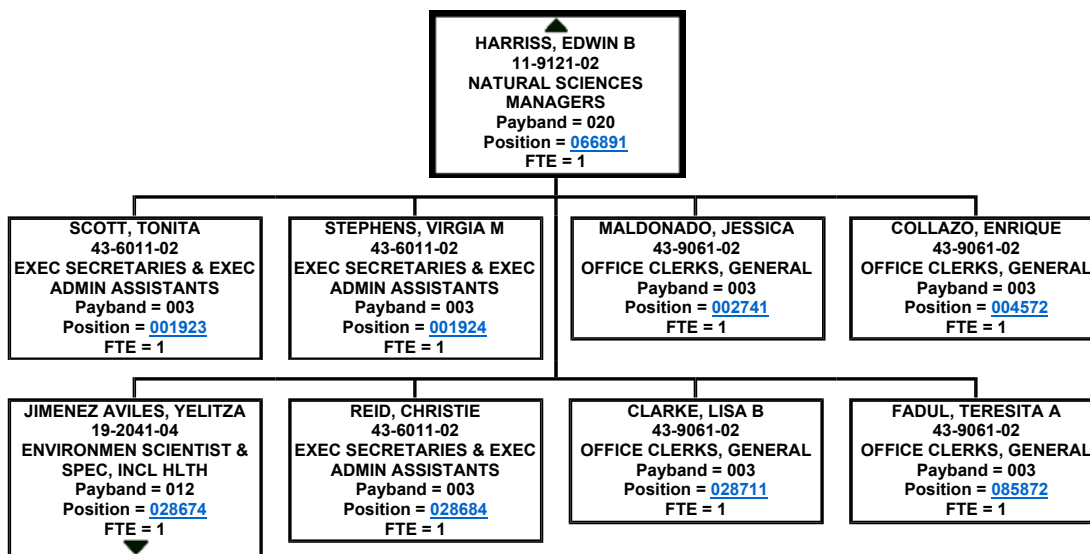 HARRISS, EDWIN B
11-9121-02
NATURAL SCIENCES
MANAGERS
Payband = 020
Position = 066891
FTE = 1
SCOTT, TONITA
43-6011-02
EXEC SECRETARIES & EXEC
ADMIN ASSISTANTS
Payband = 003
Position = 001923
FTE = 1
STEPHENS, VIRGIA M
43-6011-02
EXEC SECRETARIES & EXEC
ADMIN ASSISTANTS
Payband = 003
Position = 001924
FTE = 1
MALDONADO, JESSICA
43-9061-02
OFFICE CLERKS, GENERAL
Payband = 003
Position = 002741
FTE = 1
COLLAZO, ENRIQUE
43-9061-02
OFFICE CLERKS, GENERAL
Payband = 003
Position = 004572
FTE = 1
JIMENEZ AVILES, YELITZA
19-2041-04
ENVIRONMEN SCIENTIST &
SPEC, INCL HLTH
Payband = 012
Position = 028674
FTE = 1
REID, CHRISTIE
43-6011-02
EXEC SECRETARIES & EXEC
ADMIN ASSISTANTS
Payband = 003
Position = 028684
FTE = 1
CLARKE, LISA B
43-9061-02
OFFICE CLERKS, GENERAL
Payband = 003
Position = 028711
FTE = 1
FADUL, TERESITA A
43-9061-02
OFFICE CLERKS, GENERAL
Payband = 003
Position = 085872
FTE = 1